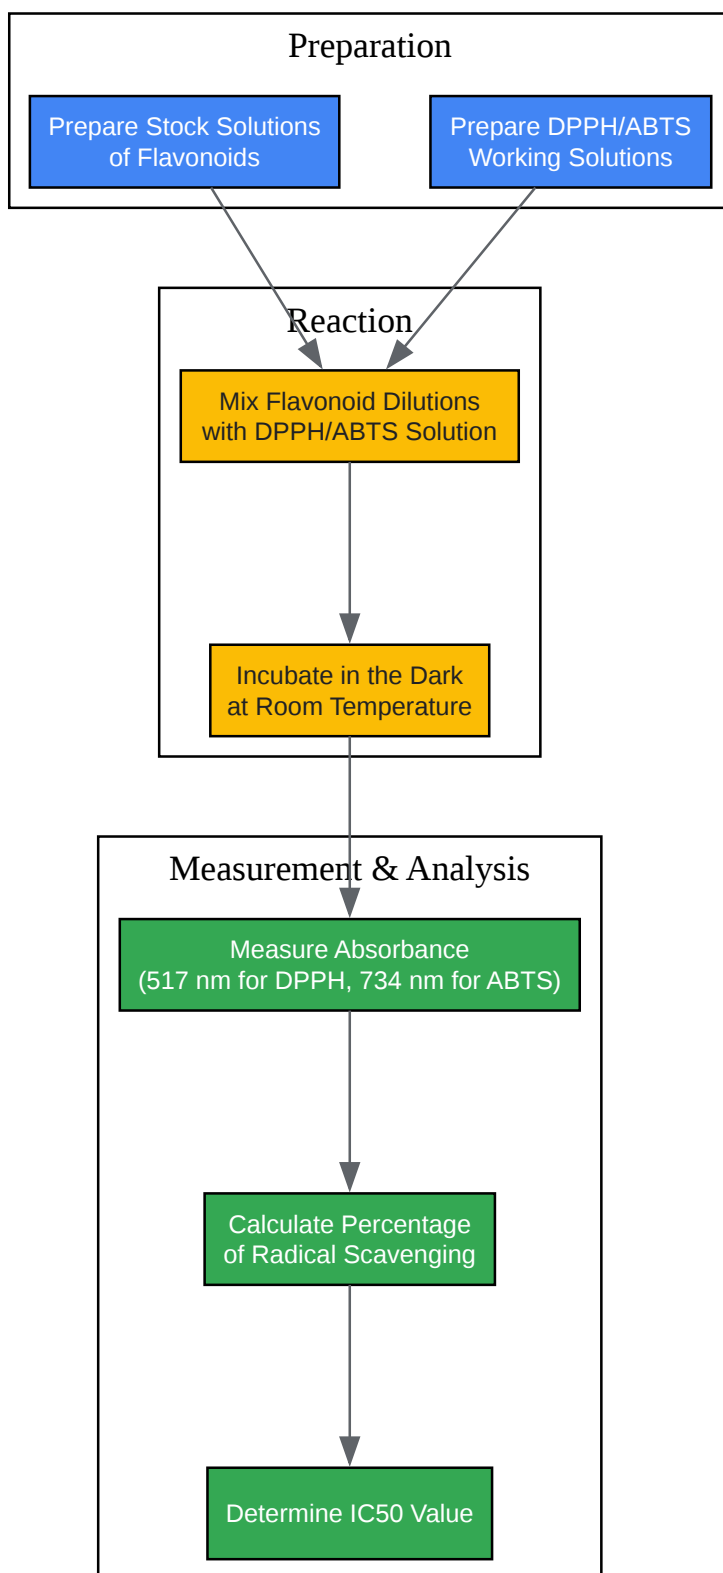 Preparation
Prepare Stock Solutions
of Flavonoids
Prepare DPPH/ABTS
Working Solutions
Reaction
Mix Flavonoid Dilutions
with DPPH/ABTS Solution
Incubate in the Dark
at Room Temperature
Measurement & Analysis
Measure Absorbance
(517 nm for DPPH, 734 nm for ABTS)
Calculate Percentage
of Radical Scavenging
Determine IC50 Value